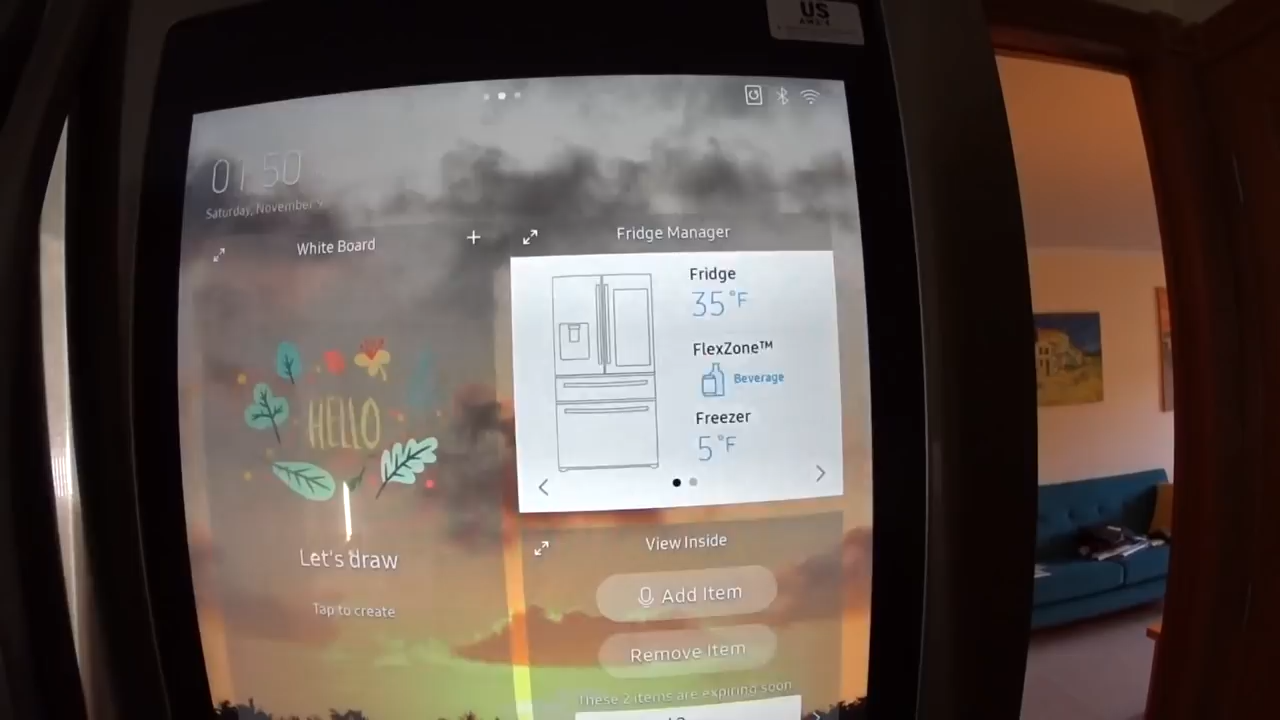 US
01:50
Saturday, November
White Board
+
Fridge Manager
Fridge
35°F
FlexZone™
Beverage
Freezer
5°F
HELLO
Let's draw
Tap to create
View Inside
Add Item
Remove Item
These 2 items are expiring soon